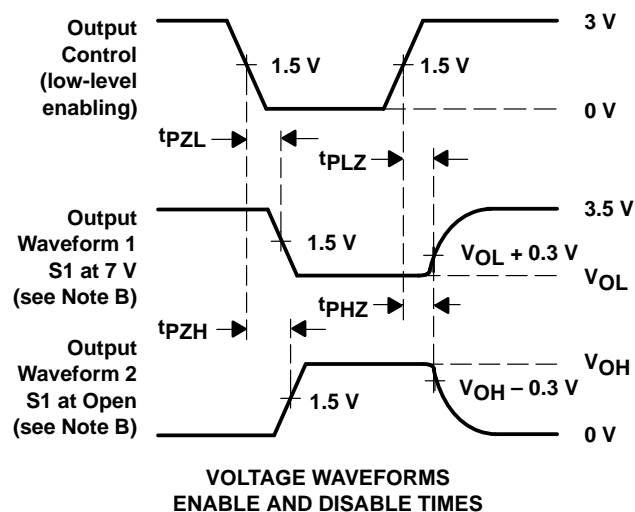 Output
Control
(low-level
enabling)
1.5 V
1.5 V
3 V
0 V
tPZL
tPLZ
Output
Waveform 1
S1 at 7 V
(see Note B)
1.5 V
3.5 V
VOL + 0.3 V
VOL
tPZH
tPHZ
Output
Waveform 2
S1 at Open
(see Note B)
1.5 V
VOH
VOH – 0.3 V
0 V
VOLTAGE WAVEFORMS
ENABLE AND DISABLE TIMES